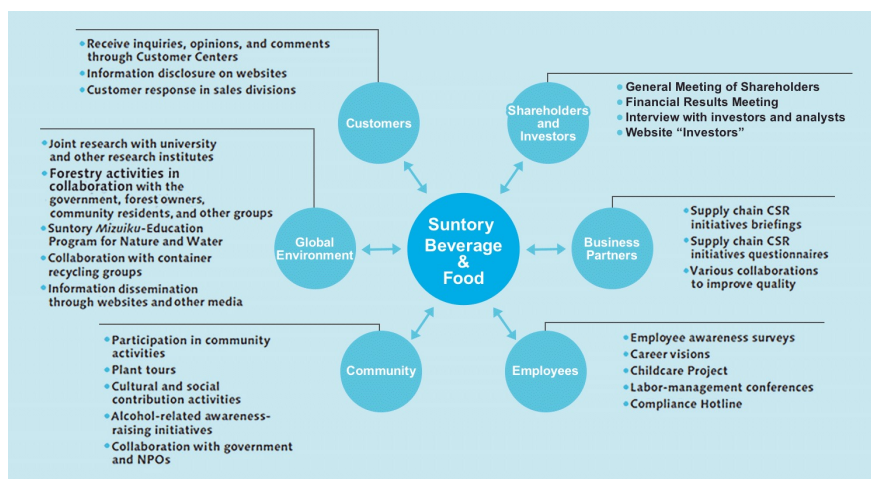 • Receive inquiries, opinions, and comments
through Customer Centers
• Information disclosure on websites
• Customer response in sales divisions
Customers
Shareholders
and
Investors
• General Meeting of Shareholders
• Financial Results Meeting
• Interview with investors and analysts
• Website “Investors”
• Joint research with university
and other research institutes
• Forestry activities in
collaboration with the
government, forest owners,
community residents, and other groups
• Suntory Mizuiku-Education
Program for Nature and Water
• Collaboration with container
recycling groups
• Information dissemination
through websites and other media
Global
Environment
Suntory
Beverage
&
Food
Business
Partners
• Supply chain CSR
initiatives briefings
• Supply chain CSR
initiatives questionnaires
• Various collaborations
to improve quality
• Participation in community
activities
• Plant tours
• Cultural and social
contribution activities
• Alcohol-related awareness-
raising initiatives
• Collaboration with government
and NPOs
Community
Employees
• Employee awareness surveys
• Career visions
• Childcare Project
• Labor-management conferences
• Compliance Hotline